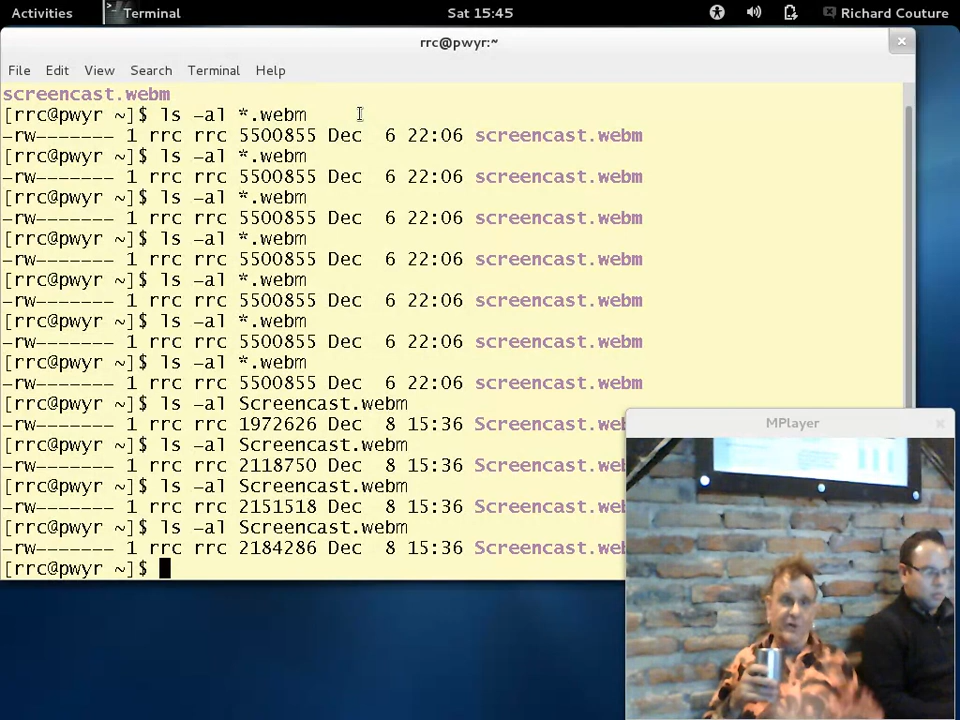 Activities Terminal Sat 15:45 Richard Couture
rrc@pwyr:~
File Edit View Search Terminal Help
screencast.webm
[rrc@pwyr ~]$ ls -al *.webm
-rw------- 1 rrc rrc 5500855 Dec  6 22:06 screencast.webm
[rrc@pwyr ~]$ ls -al *.webm
-rw------- 1 rrc rrc 5500855 Dec  6 22:06 screencast.webm
[rrc@pwyr ~]$ ls -al *.webm
-rw------- 1 rrc rrc 5500855 Dec  6 22:06 screencast.webm
[rrc@pwyr ~]$ ls -al *.webm
-rw------- 1 rrc rrc 5500855 Dec  6 22:06 screencast.webm
[rrc@pwyr ~]$ ls -al *.webm
-rw------- 1 rrc rrc 5500855 Dec  6 22:06 screencast.webm
[rrc@pwyr ~]$ ls -al *.webm
-rw------- 1 rrc rrc 5500855 Dec  6 22:06 screencast.webm
[rrc@pwyr ~]$ ls -al *.webm
-rw------- 1 rrc rrc 5500855 Dec  6 22:06 screencast.webm
[rrc@pwyr ~]$ ls -al Screencast.webm
-rw------- 1 rrc rrc 1972626 Dec  8 15:36 Screencast.we
[rrc@pwyr ~]$ ls -al Screencast.webm
-rw------- 1 rrc rrc 2118750 Dec  8 15:36 Screencast.we
[rrc@pwyr ~]$ ls -al Screencast.webm
-rw------- 1 rrc rrc 2151518 Dec  8 15:36 Screencast.we
[rrc@pwyr ~]$ ls -al Screencast.webm
-rw------- 1 rrc rrc 2184286 Dec  8 15:36 Screencast.we
[rrc@pwyr ~]$
MPlayer